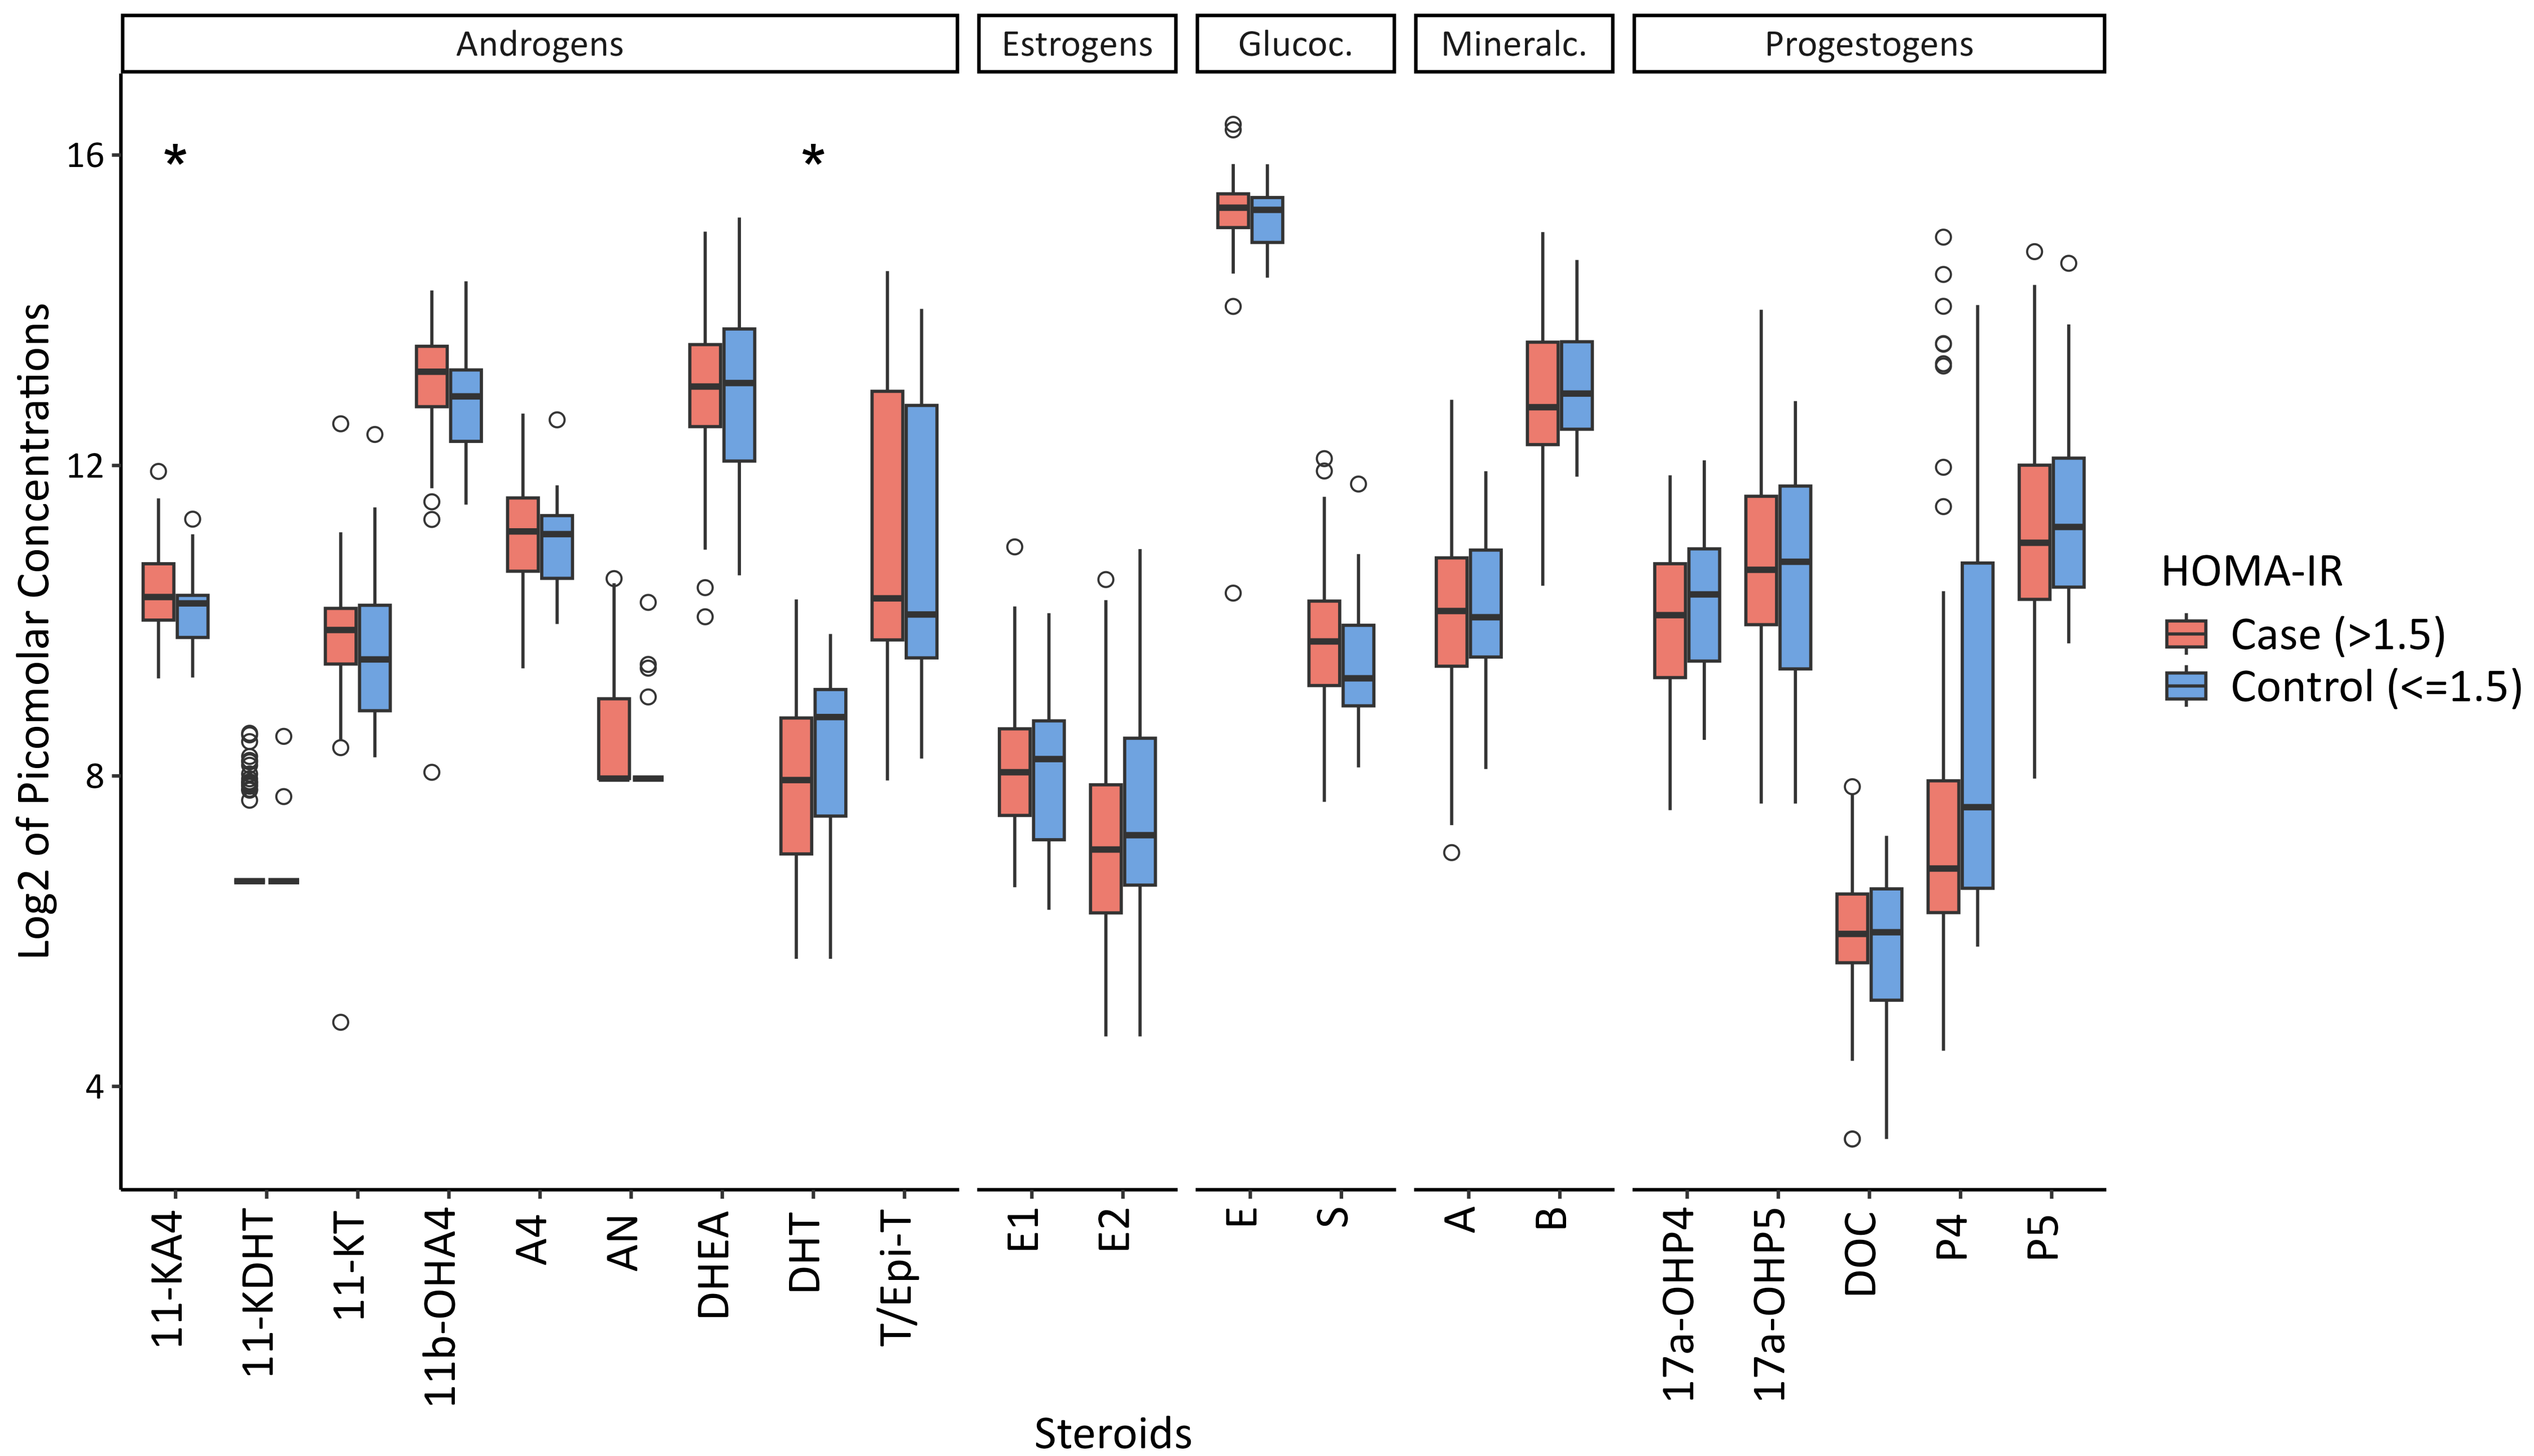 Androgens
Estrogens
Glucoc.
Mineralc.
Progestogens
Log2 of Picomolar Concentrations
16
12
8
4
*
*
11-KA4
11-KDHT
11-KT
11b-OHA4
A4
AN
DHEA
DHT
T/Epi-T
E1
E2
E
S
A
B
17a-OHP4
17a-OHP5
DOC
P4
P5
Steroids
HOMA-IR
Case (>1.5)
Control (<=1.5)